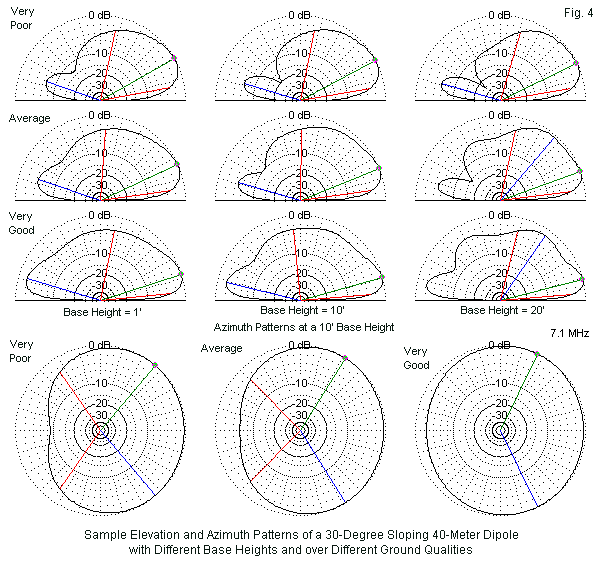 Very
Poor
0 dB
-10
-20
-30
0 dB
-10
-20
-30
0 dB
-10
-20
-30
Fig. 4
Average
0 dB
-10
-20
-30
0 dB
-10
-20
-30
0 dB
-10
-20
-30
Very
Good
0 dB
-10
-20
-30
0 dB
-10
-20
-30
0 dB
-10
-20
-30
Base Height = 1'
Base Height = 10'
Base Height = 20'
Azimuth Patterns at a 10' Base Height
7.1 MHz
Very
Poor
0 dB
-10
-20
-30
Average
0 dB
-10
-20
-30
Very
Good
0 dB
-10
-20
-30
Sample Elevation and Azimuth Patterns of a 30-Degree Sloping 40-Meter Dipole
with Different Base Heights and over Different Ground Qualities